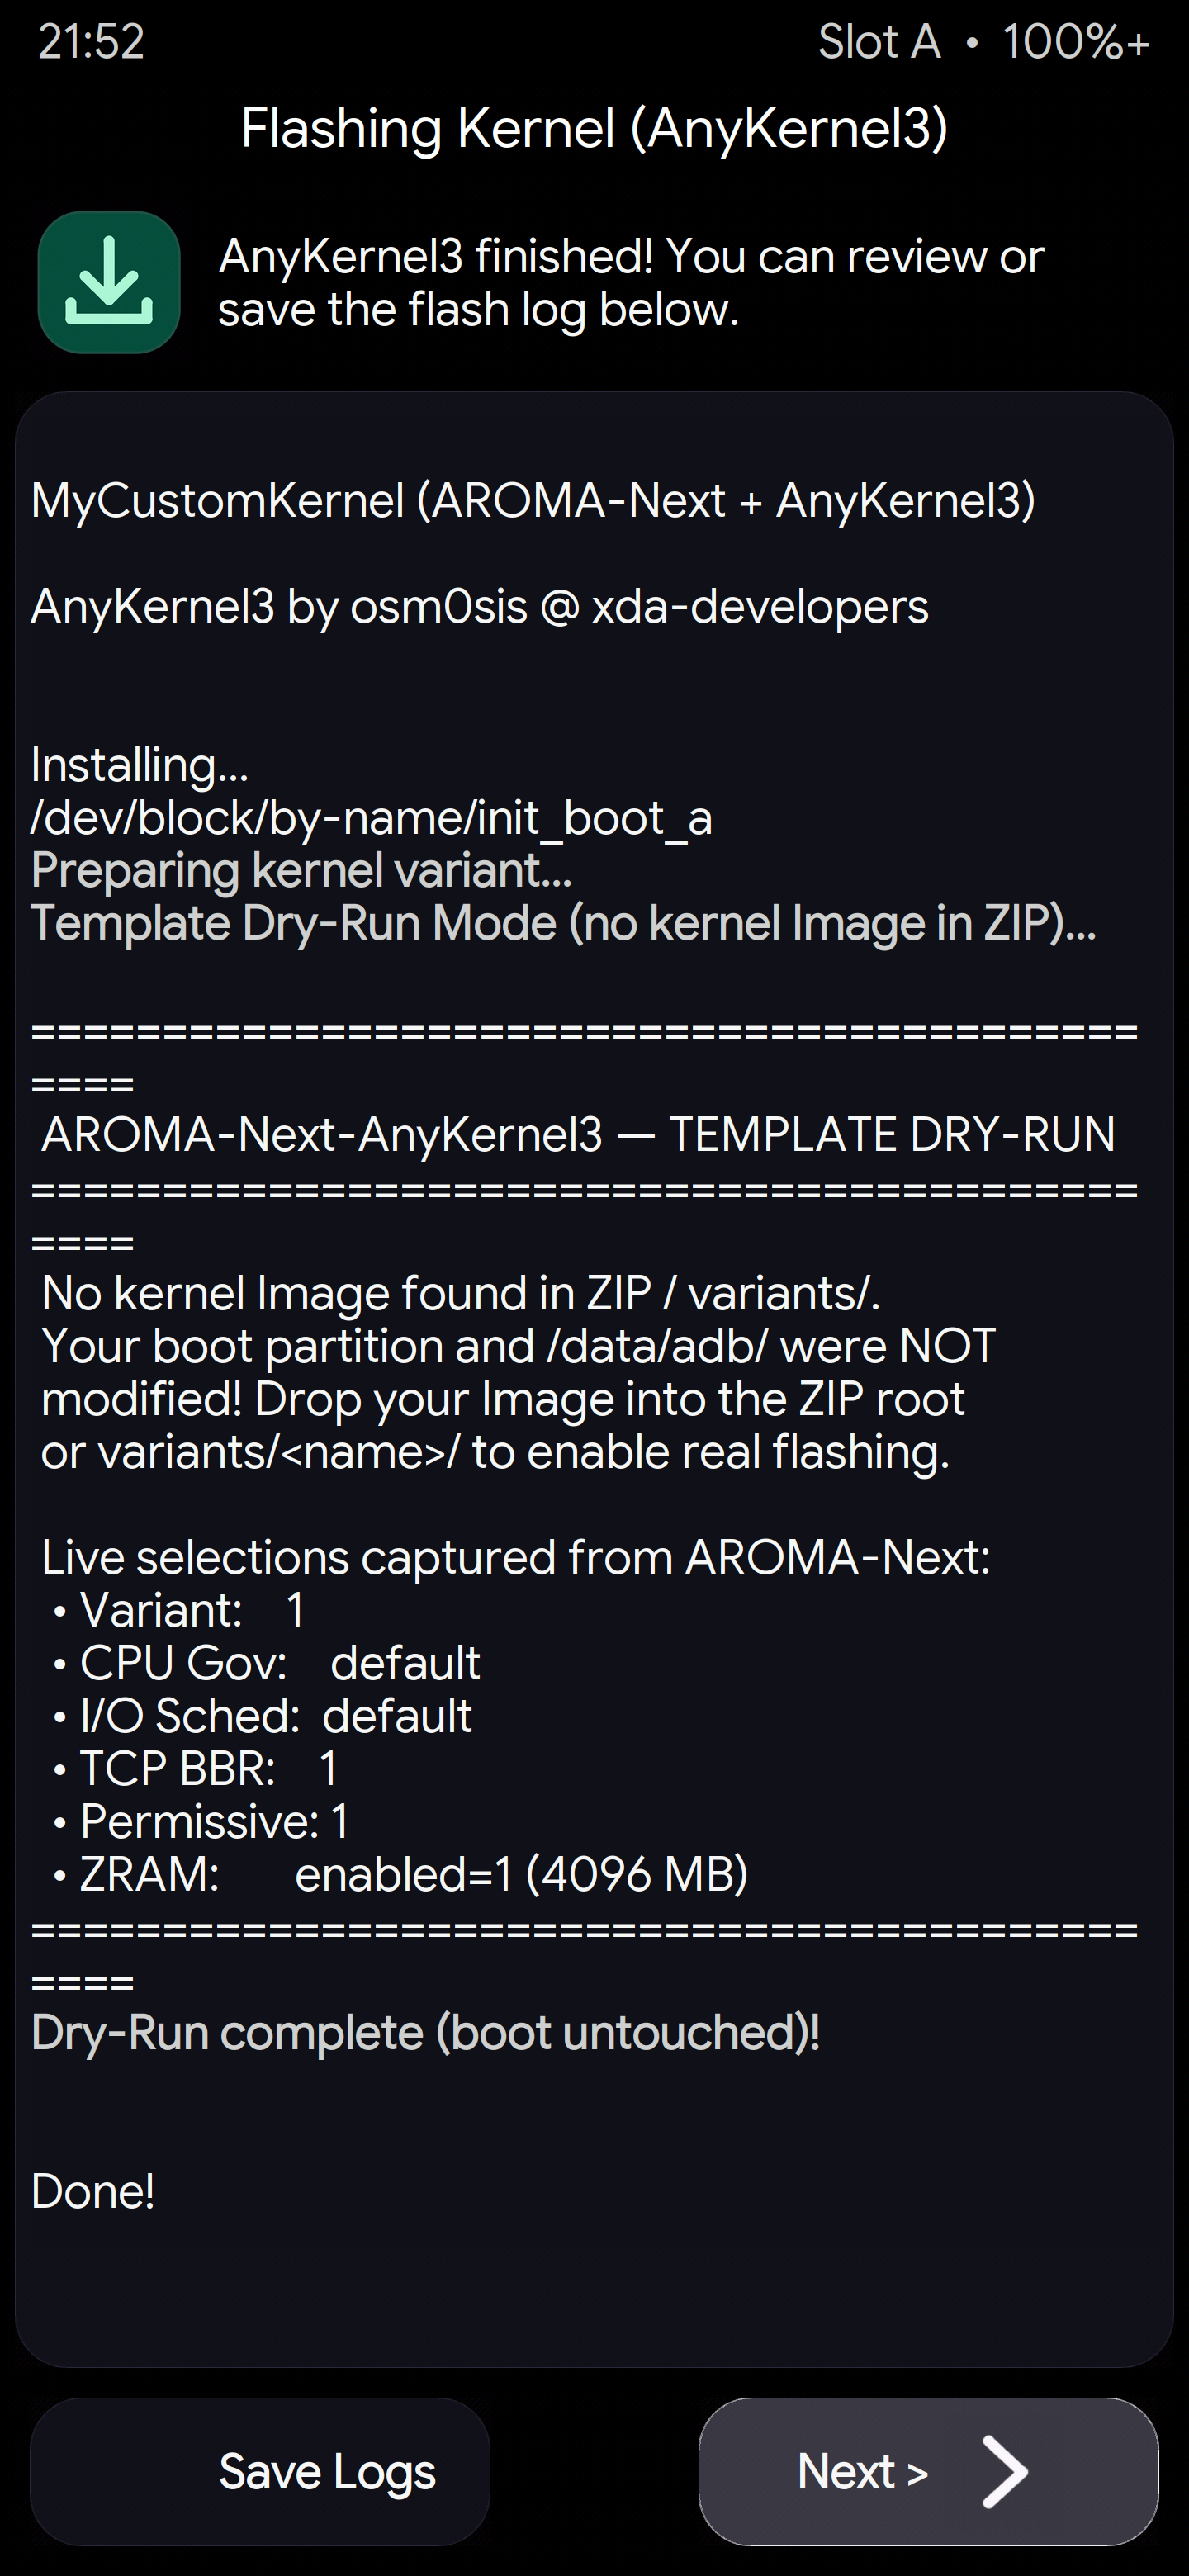 21:52
Slot A • 100%+
Flashing Kernel (AnyKernel3)
AnyKernel3 finished! You can review or
save the flash log below.
MyCustomKernel (AROMA-Next + AnyKernel3)
AnyKernel3 by osm0sis @ xda-developers
Installing...
/dev/block/by-name/init_boot_a
Preparing kernel variant...
Template Dry-Run Mode (no kernel Image in ZIP)...
==========================================
====
AROMA-Next-AnyKernel3 — TEMPLATE DRY-RUN
==========================================
====
No kernel Image found in ZIP / variants/.
Your boot partition and /data/adb/ were NOT
modified! Drop your Image into the ZIP root
or variants/<name>/ to enable real flashing.
Live selections captured from AROMA-Next:
• Variant: 1
• CPU Gov: default
• I/O Sched: default
• TCP BBR: 1
• Permissive: 1
• ZRAM: enabled=1 (4096 MB)
==========================================
====
Dry-Run complete (boot untouched)!
Done!
Save Logs
Next >